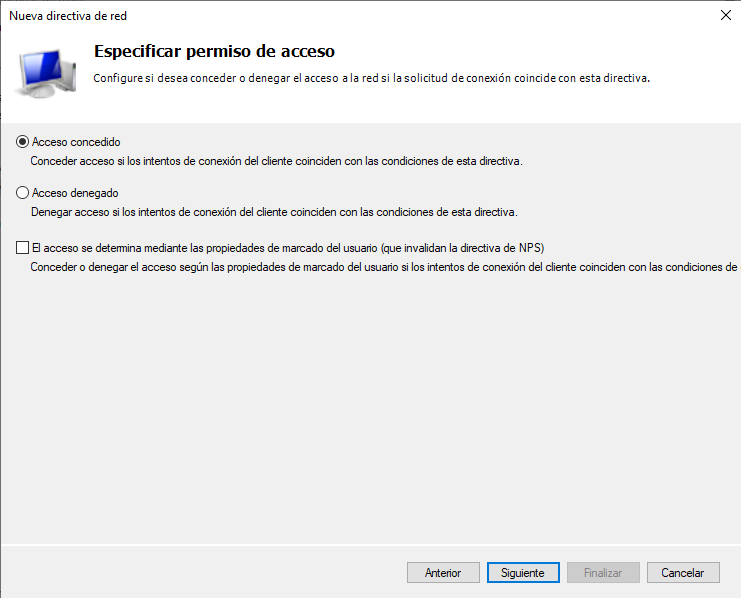 Nueva directiva de red
Especificar permiso de acceso
Configure si desea conceder o denegar el acceso a la red si la solicitud de conexión coincide con esta directiva.
Acceso concedido
Conceder acceso si los intentos de conexión del cliente coinciden con las condiciones de esta directiva.
Acceso denegado
Denegar acceso si los intentos de conexión del cliente coinciden con las condiciones de esta directiva.
El acceso se determina mediante las propiedades de marcado del usuario (que invalidan la directiva de NPS)
Conceder o denegar el acceso según las propiedades de marcado del usuario si los intentos de conexión del cliente coinciden con las condiciones de
Anterior
Siguiente
Finalizar
Cancelar